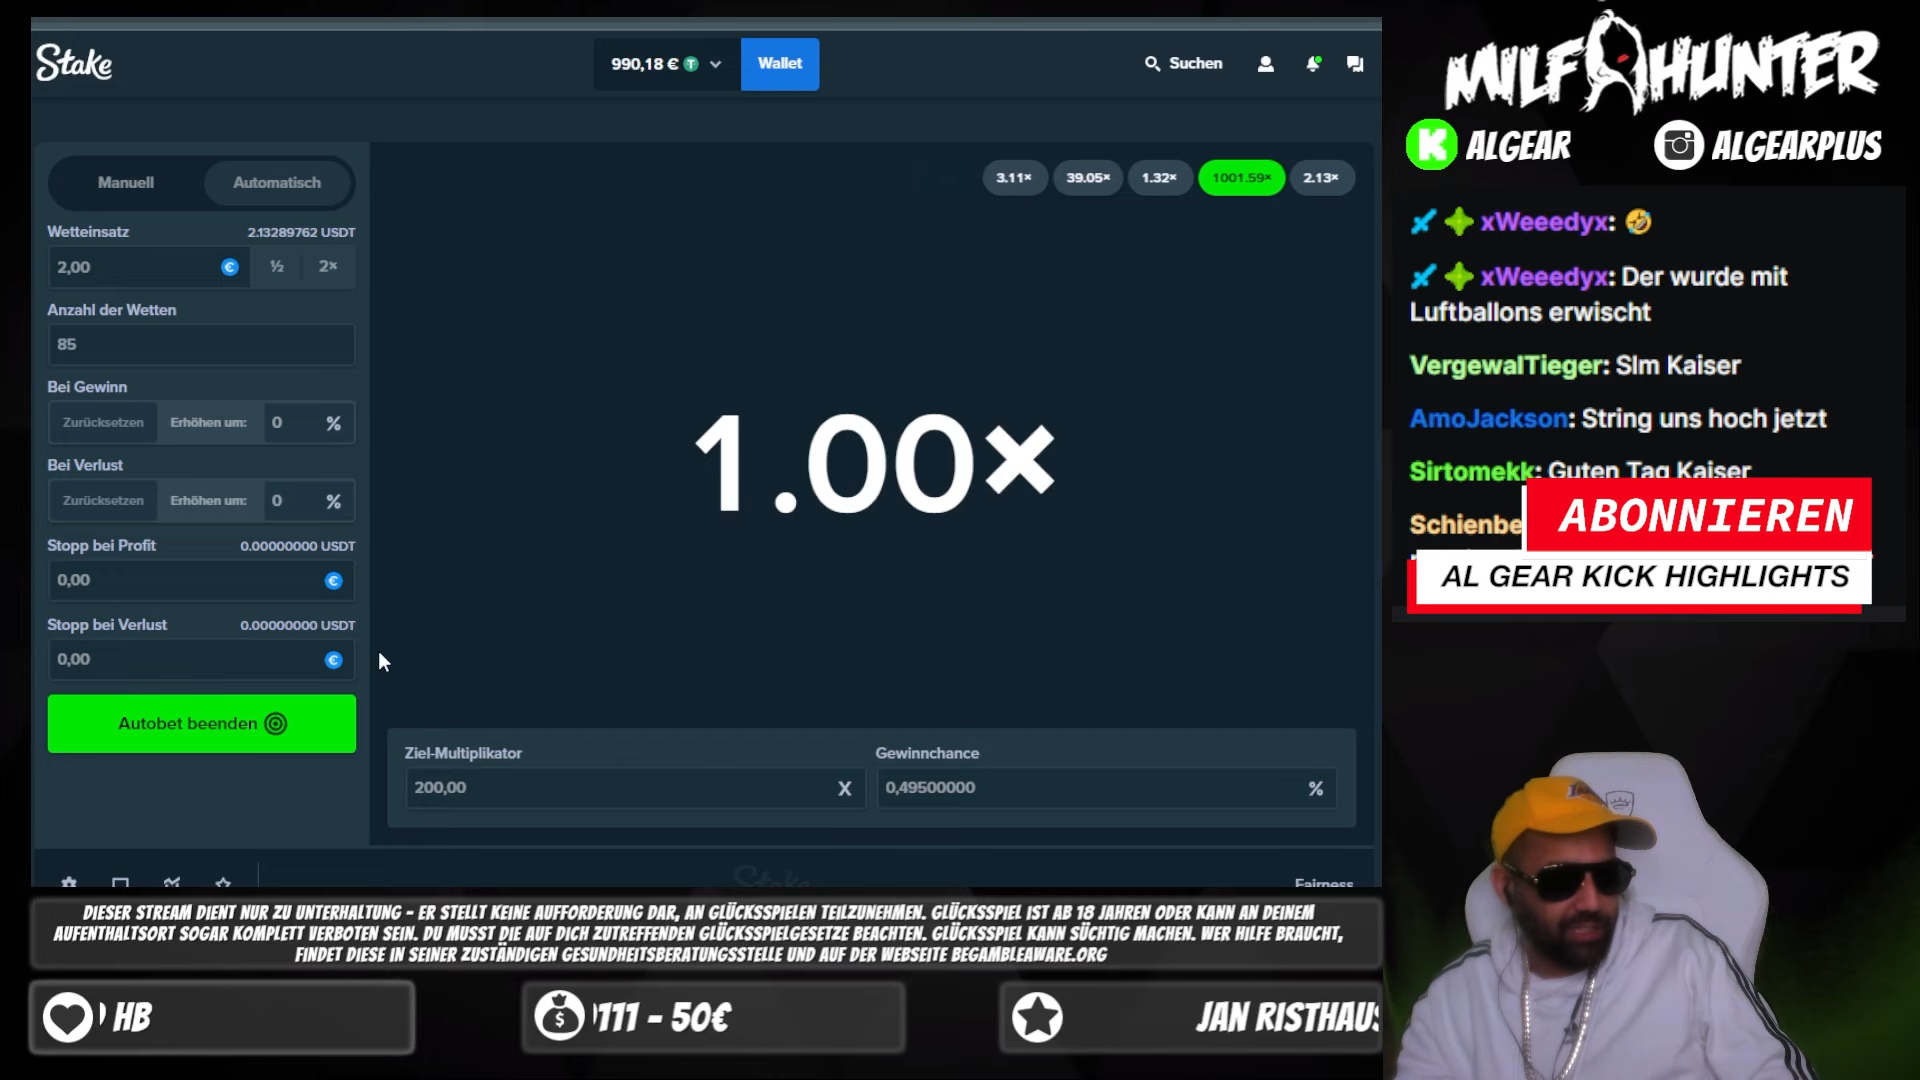 Stake
990,18 €
Wallet
Suchen
Manuell
Automatisch
3.11×
39.05×
1.32×
1001.59×
2.13×
Wetteinsatz
2.13289762 USDT
2,00
½
2×
Anzahl der Wetten
85
Bei Gewinn
Zurücksetzen
Erhöhen um:
0
%
Bei Verlust
Zurücksetzen
Erhöhen um:
0
%
Stopp bei Profit
0.00000000 USDT
0,00
Stopp bei Verlust
0.00000000 USDT
0,00
Autobet beenden
1.00×
Ziel-Multiplikator
200,00
X
Gewinnchance
0,49500000
%
Stake
Fairness
MILF HUNTER
K ALGEAR
ALGEARPLUS
xWeeedyx: 🤣
xWeeedyx: Der wurde mit
Luftballons erwischt
VergewalTieger: Slm Kaiser
AmoJackson: String uns hoch jetzt
Sirtomekk: Guten Tag Kaiser
Schienbe
ABONNIEREN
AL GEAR KICK HIGHLIGHTS
DIESER STREAM DIENT NUR ZU UNTERHALTUNG - ER STELLT KEINE AUFFORDERUNG DAR, AN GLÜCKSSPIELEN TEILZUNEHMEN. GLÜCKSSPIEL IST AB 18 JAHREN ODER KANN AN DEINEM
AUFENTHALTSORT SOGAR KOMPLETT VERBOTEN SEIN. DU MUSST DIE AUF DICH ZUTREFFENDEN GLÜCKSSPIELGESETZE BEACHTEN. GLÜCKSSPIEL KANN SÜCHTIG MACHEN. WER HILFE BRAUCHT,
FINDET DIESE IN SEINER ZUSTÄNDIGEN GESUNDHEITSBERATUNGSSTELLE UND AUF DER WEBSEITE BEGAMBLEAWARE.ORG
HB
111 - 50€
JAN RISTHAUS